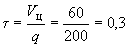 τ = V_ц / q = 60 / 200 = 0,3